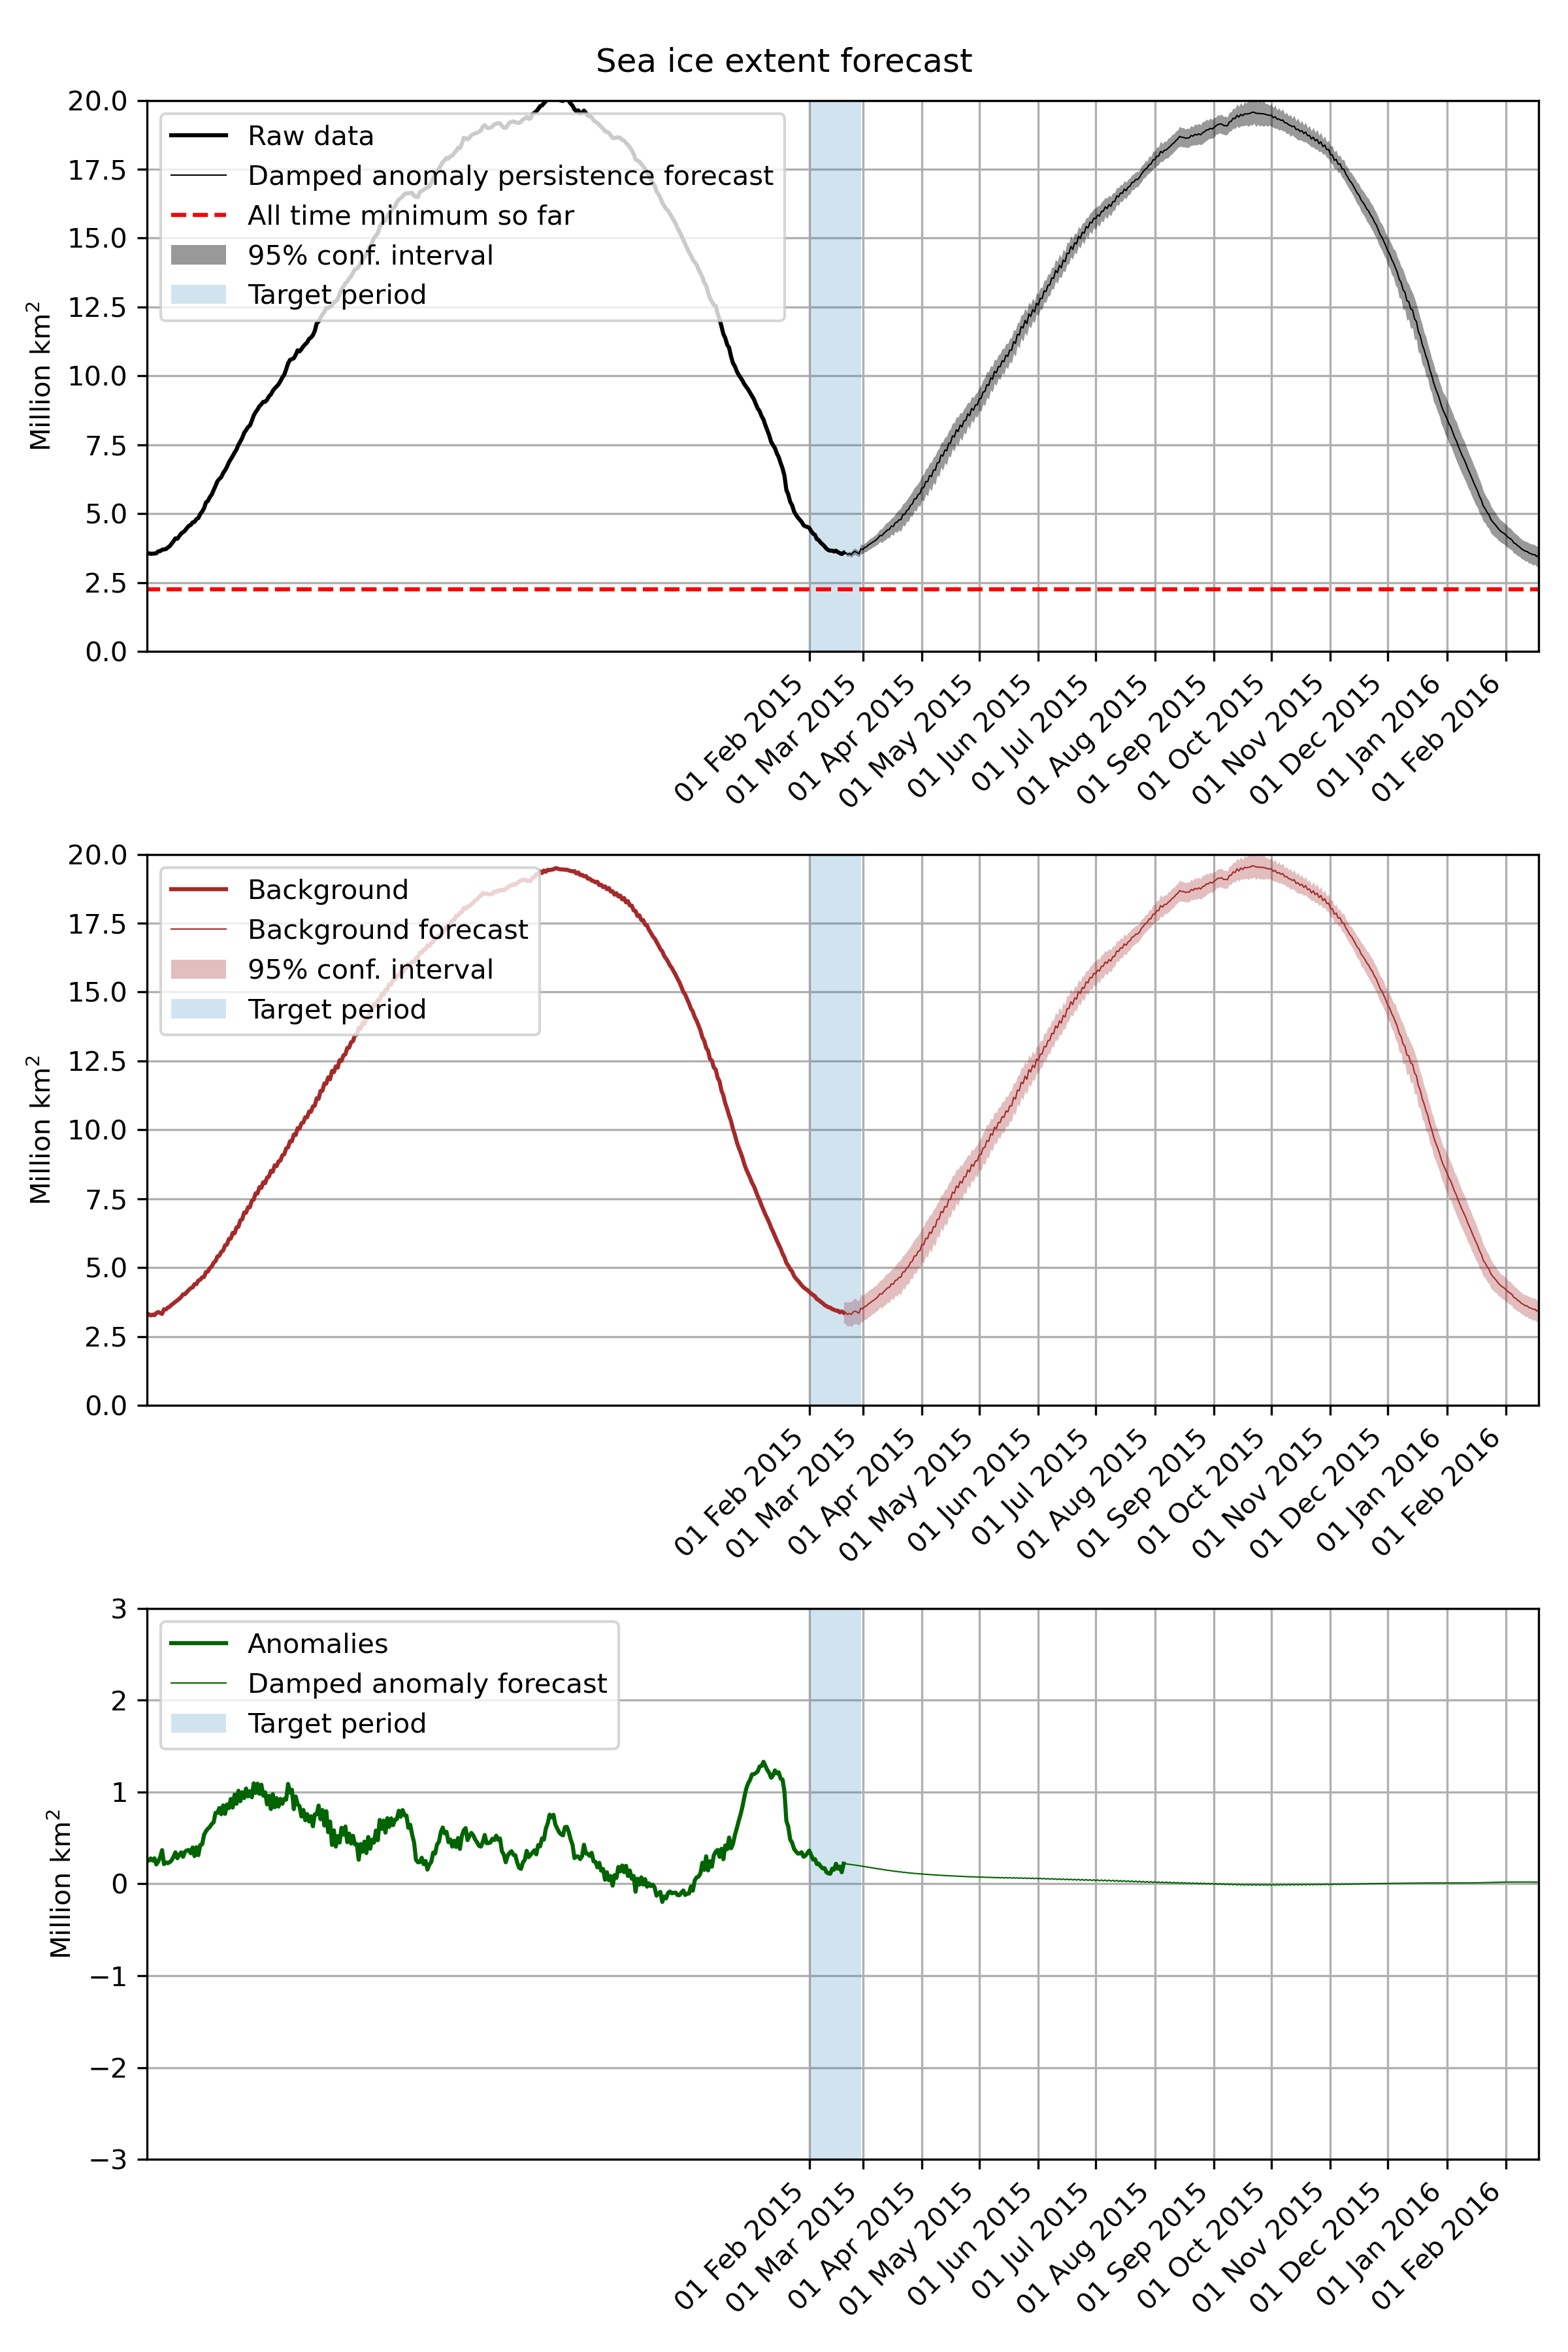 Sea ice extent forecast
20.0
17.5
15.0
12.5
10.0
7.5
5.0
2.5
0.0
Million km²
Raw data
Damped anomaly persistence forecast
All time minimum so far
95% conf. interval
Target period
01 Feb 2015
01 Mar 2015
01 Apr 2015
01 May 2015
01 Jun 2015
01 Jul 2015
01 Aug 2015
01 Sep 2015
01 Oct 2015
01 Nov 2015
01 Dec 2015
01 Jan 2016
01 Feb 2016
20.0
17.5
15.0
12.5
10.0
7.5
5.0
2.5
0.0
Million km²
Background
Background forecast
95% conf. interval
Target period
01 Feb 2015
01 Mar 2015
01 Apr 2015
01 May 2015
01 Jun 2015
01 Jul 2015
01 Aug 2015
01 Sep 2015
01 Oct 2015
01 Nov 2015
01 Dec 2015
01 Jan 2016
01 Feb 2016
3
2
1
0
−1
−2
−3
Million km²
Anomalies
Damped anomaly forecast
Target period
01 Feb 2015
01 Mar 2015
01 Apr 2015
01 May 2015
01 Jun 2015
01 Jul 2015
01 Aug 2015
01 Sep 2015
01 Oct 2015
01 Nov 2015
01 Dec 2015
01 Jan 2016
01 Feb 2016